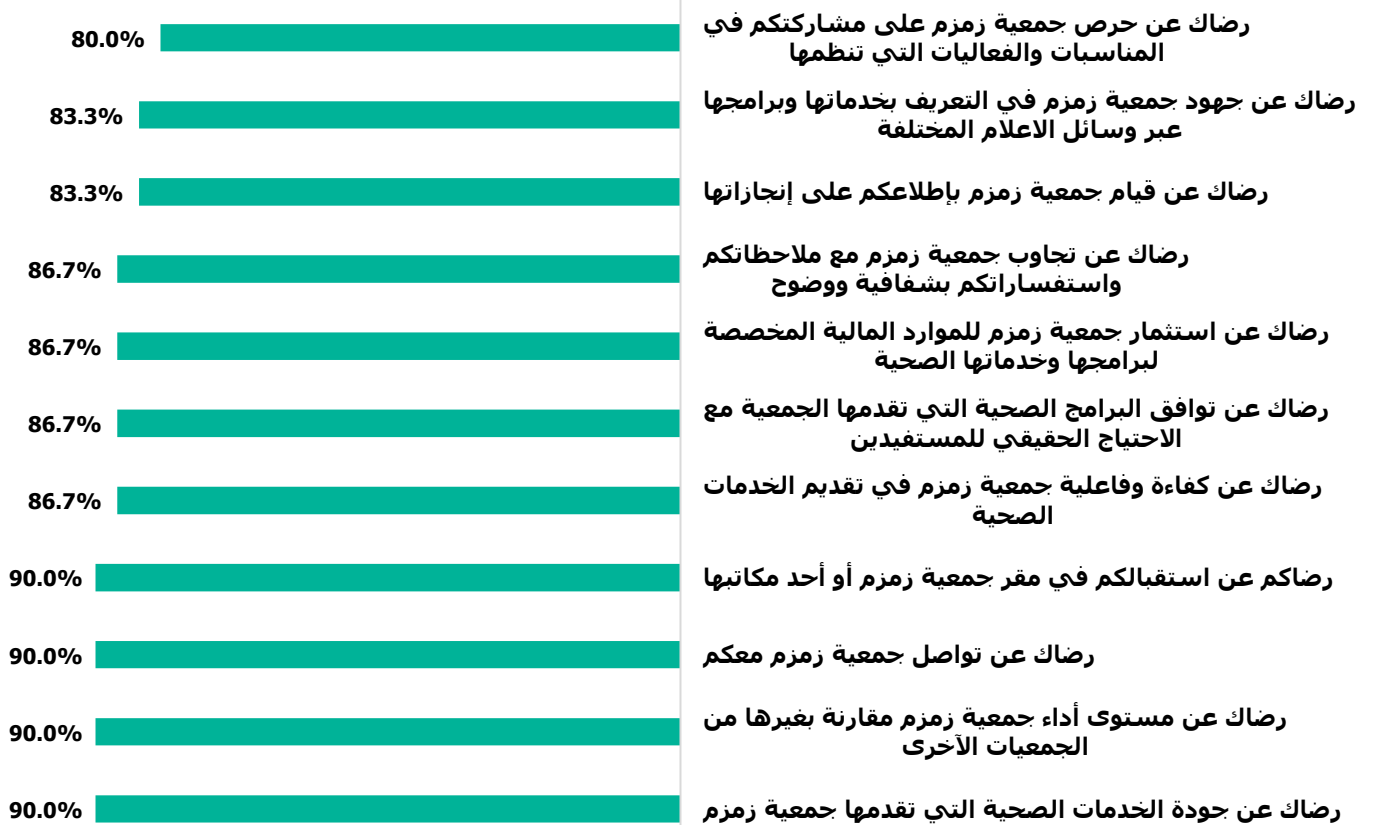 رضاك عن حرص جمعية زمزم على مشاركتكم في
المناسبات والفعاليات التي تنظمها
80.0%
رضاك عن جهود جمعية زمزم في التعريف بخدماتها وبرامجها
عبر وسائل الاعلام المختلفة
83.3%
رضاك عن قيام جمعية زمزم بإطلاعكم على إنجازاتها
83.3%
رضاك عن تجاوب جمعية زمزم مع ملاحظاتكم
واستفساراتكم بشفافية ووضوح
86.7%
رضاك عن استثمار جمعية زمزم للموارد المالية المخصصة
لبرامجها وخدماتها الصحية
86.7%
رضاك عن توافق البرامج الصحية التي تقدمها الجمعية مع
الاحتياج الحقيقي للمستفيدين
86.7%
رضاك عن كفاءة وفاعلية جمعية زمزم في تقديم الخدمات
الصحية
86.7%
رضاكم عن استقبالكم في مقر جمعية زمزم أو أحد مكاتبها
90.0%
رضاك عن تواصل جمعية زمزم معكم
90.0%
رضاك عن مستوى أداء جمعية زمزم مقارنة بغيرها من
الجمعيات الآخرى
90.0%
رضاك عن جودة الخدمات الصحية التي تقدمها جمعية زمزم
90.0%